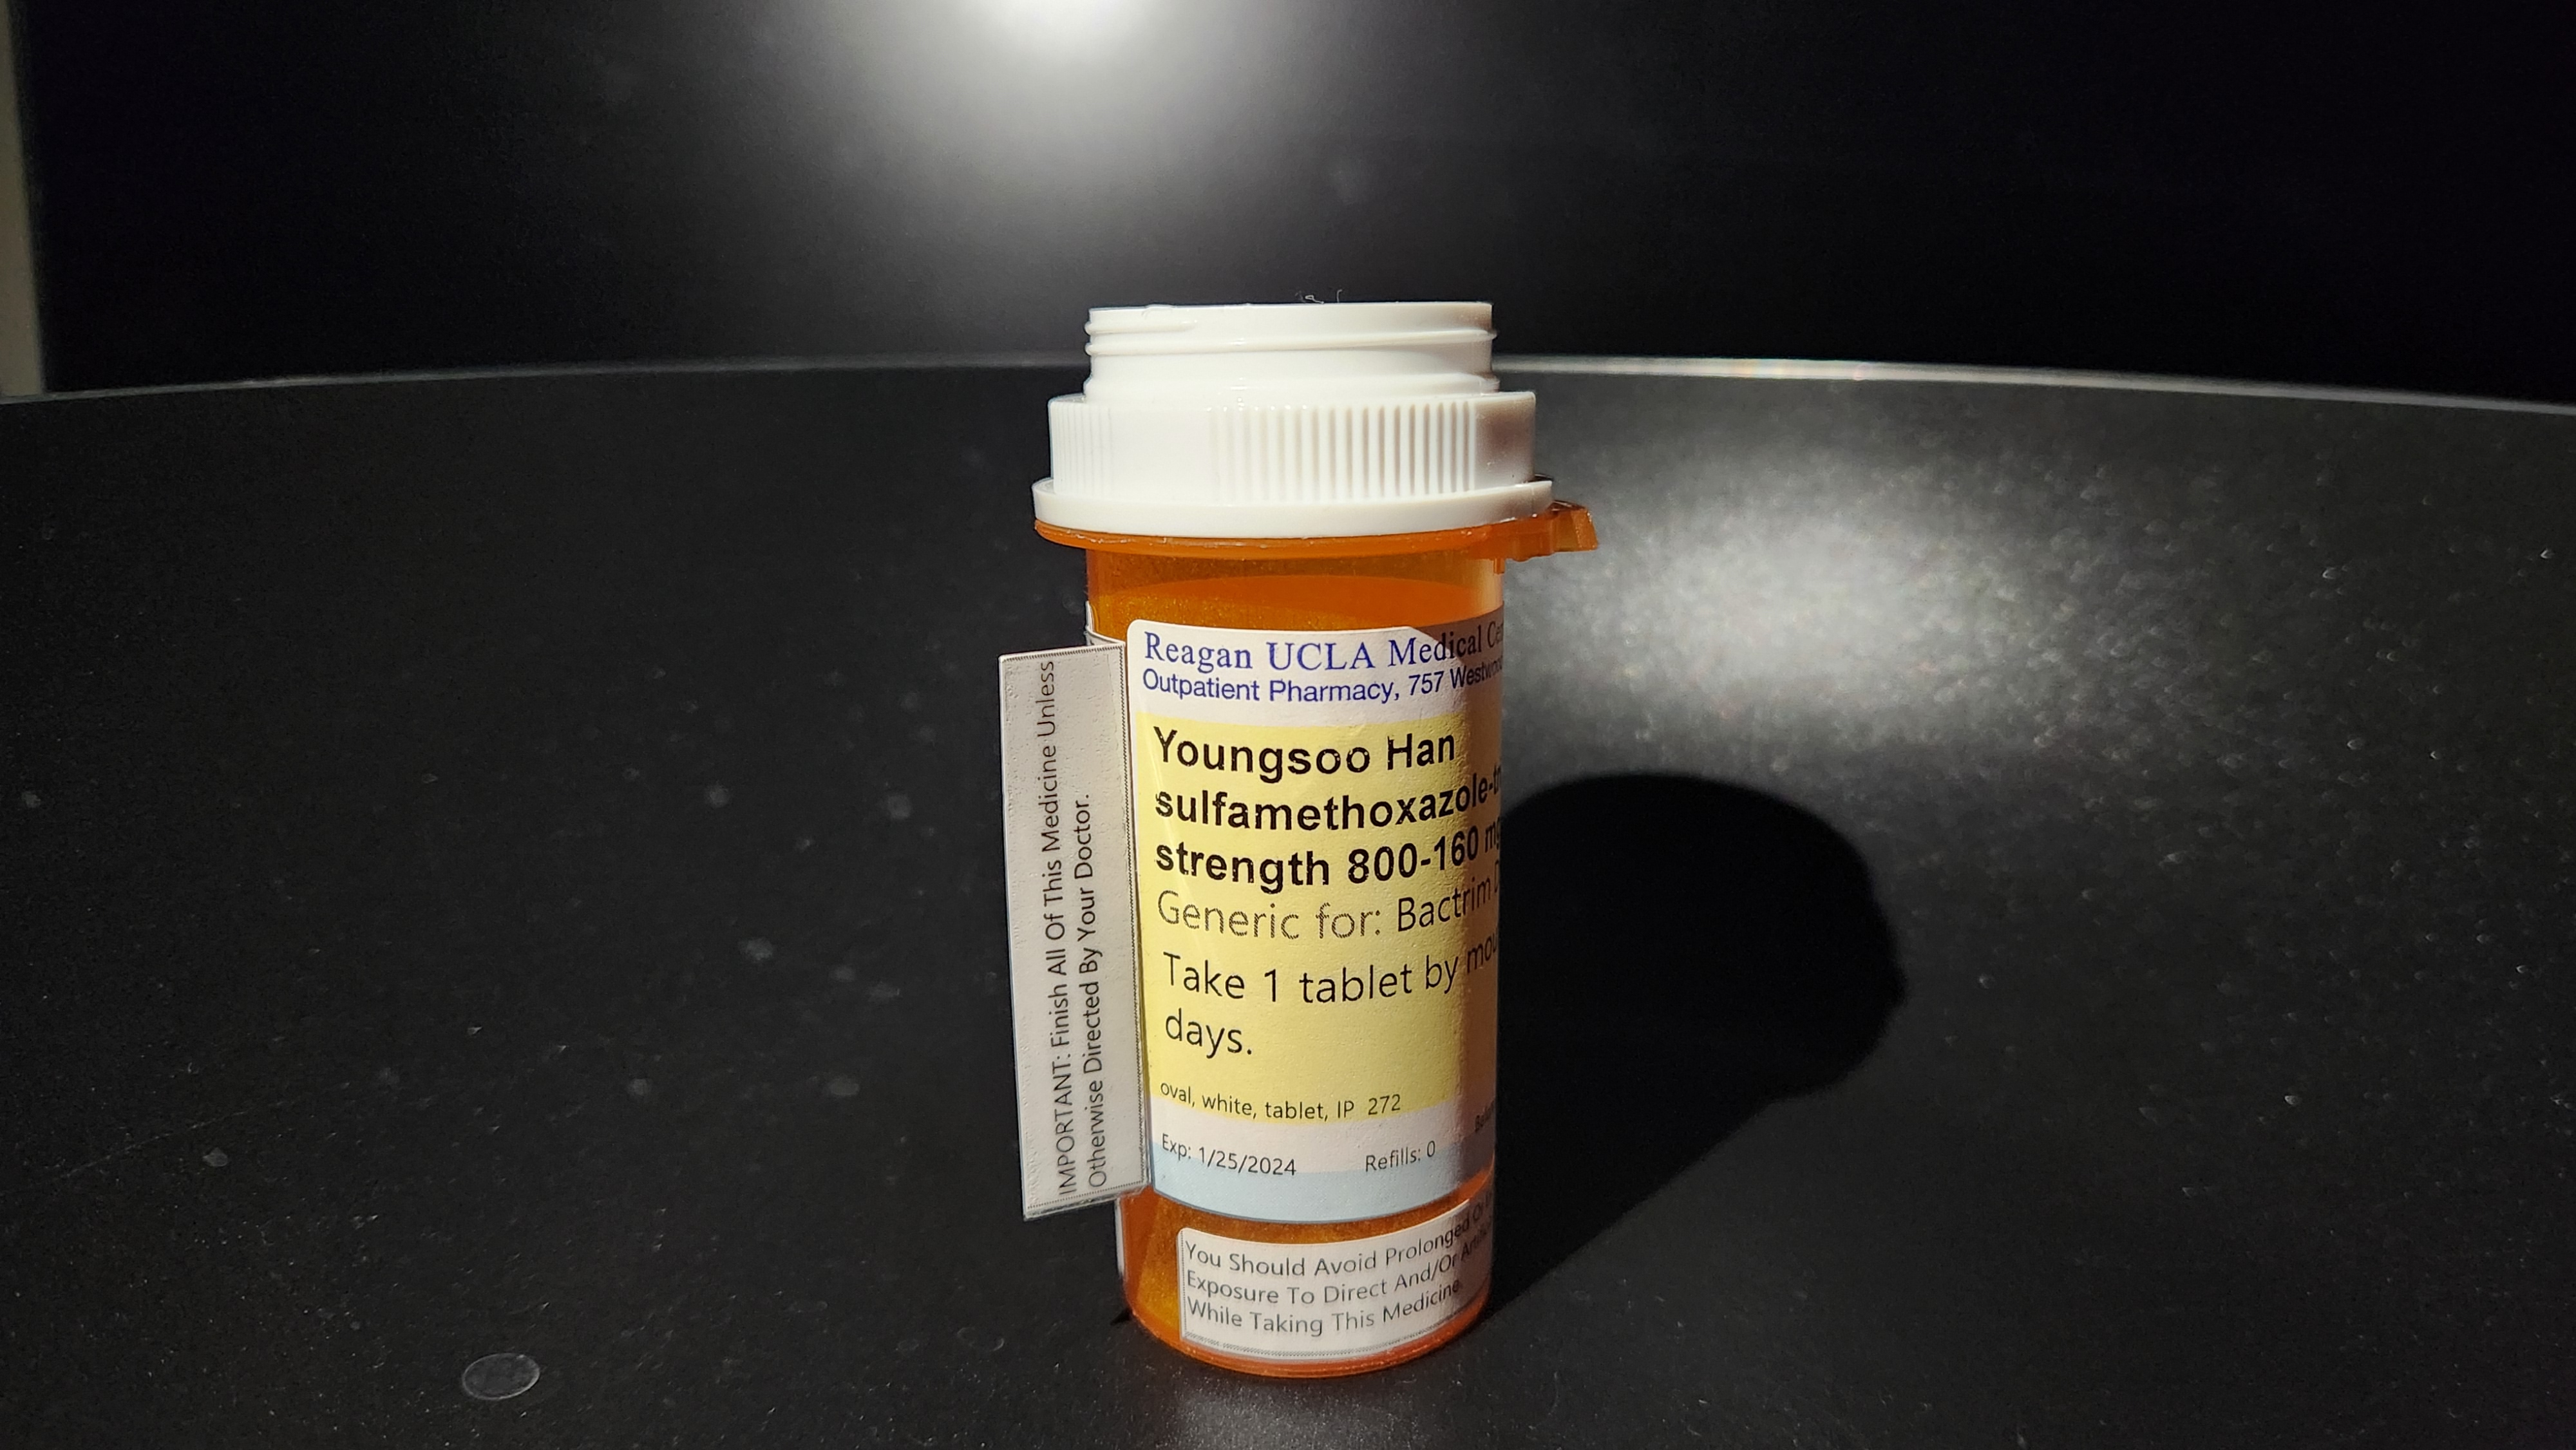 Reagan UCLA Medical
Outpatient Pharmacy, 757
Youngsoo Han
sulfamethoxazole-
strength 800-160 mg
Generic for: Bactrim
Take 1 tablet by
days.
oval, white, tablet, IP 272
Exp: 1/25/2024 Refills: 0
You Should Avoid Prolonged
Exposure To Direct And/Or
While Taking This Medicine.
IMPORTANT: Finish All Of This Medicine Unless
Otherwise Directed By Your Doctor.